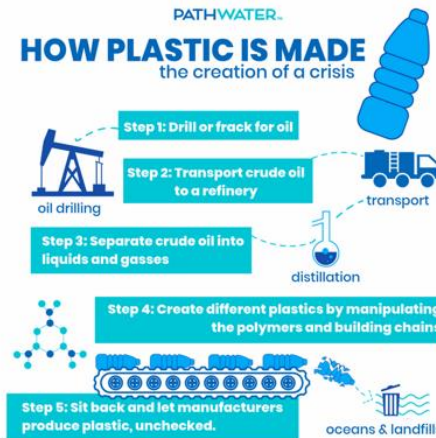 PATHWATER™
HOW PLASTIC IS MADE
the creation of a crisis
Step 1: Drill or frack for oil
oil drilling
Step 2: Transport crude oil
to a refinery
transport
Step 3: Separate crude oil into
liquids and gasses
distillation
Step 4: Create different plastics by manipulating
the polymers and building chains
Step 5: Sit back and let manufacturers
produce plastic, unchecked.
oceans & landfill